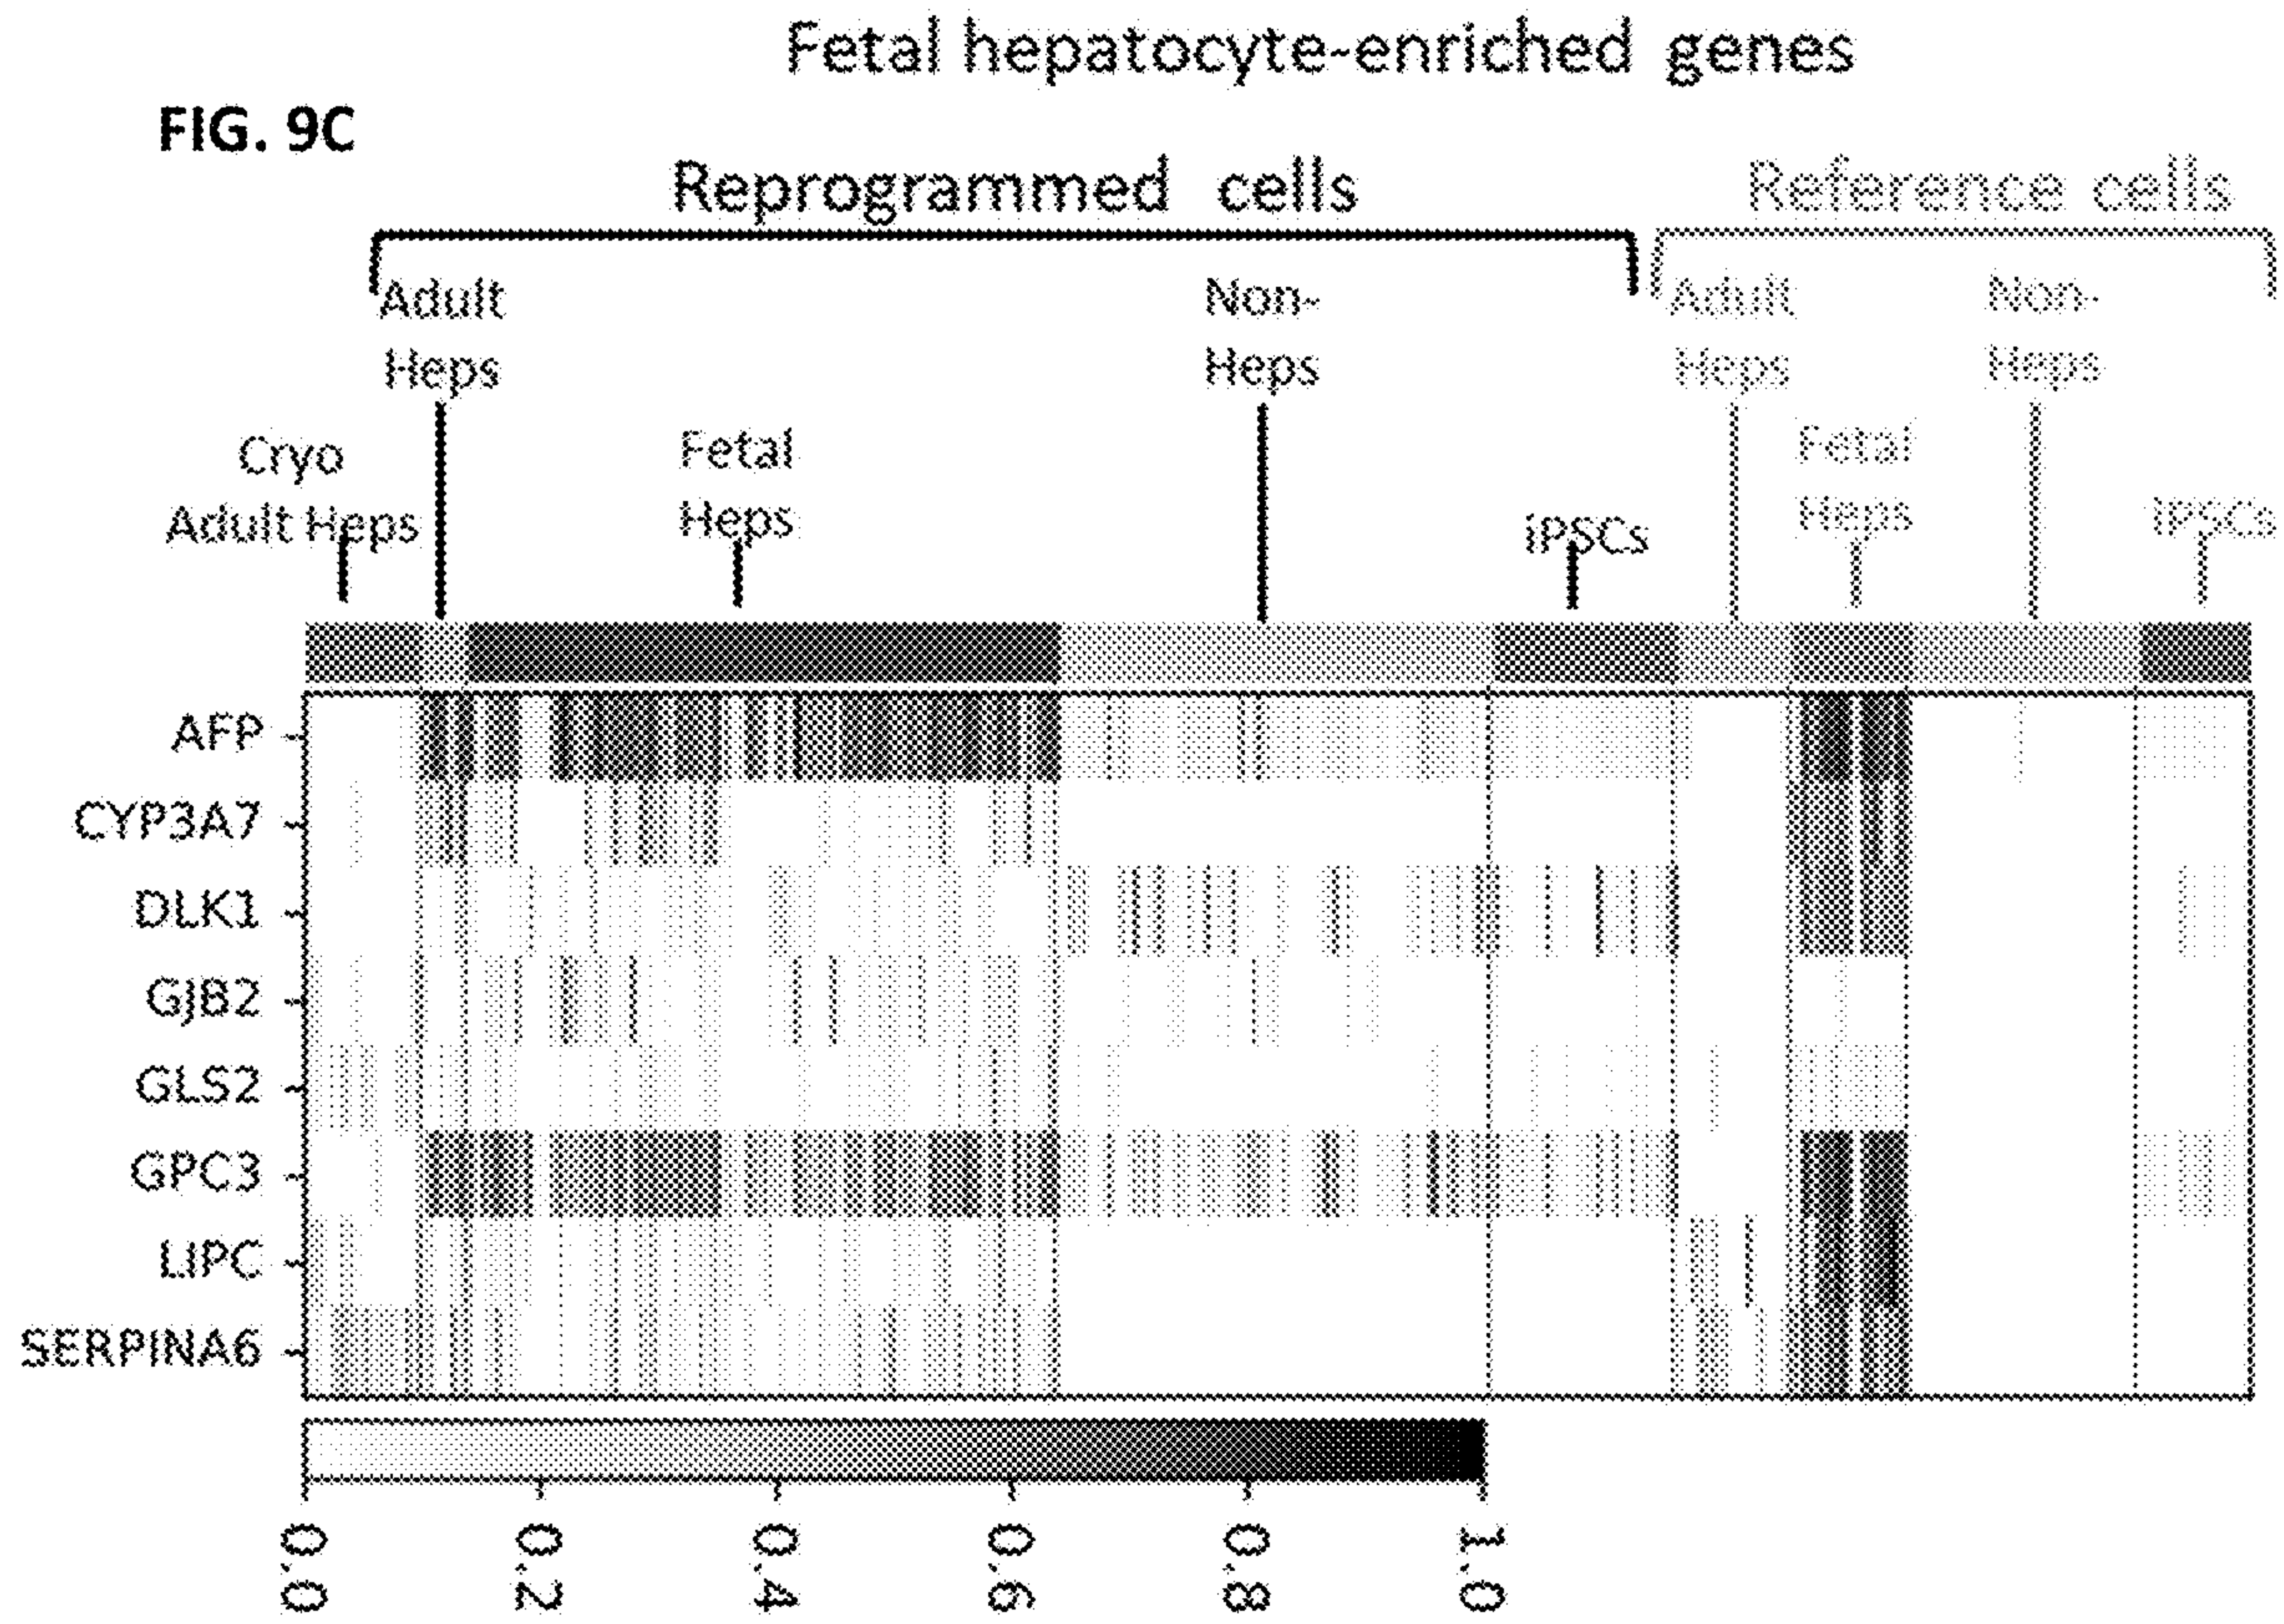 Fetal hepatocyte-enriched genes
FIG. 9C
Reprogrammed cells
Reference cells
Adult
Heps
Non-
Heps
Adult
Heps
Non-
Heps
Cryo
Adult Heps
Fetal
Heps
iPSCs
Fetal
Heps
iPSCs
AFP
CYP3A7
DLK1
GJB2
GLS2
GPC3
LIPC
SERPINA6
0.0
0.2
0.4
0.6
0.8
1.0